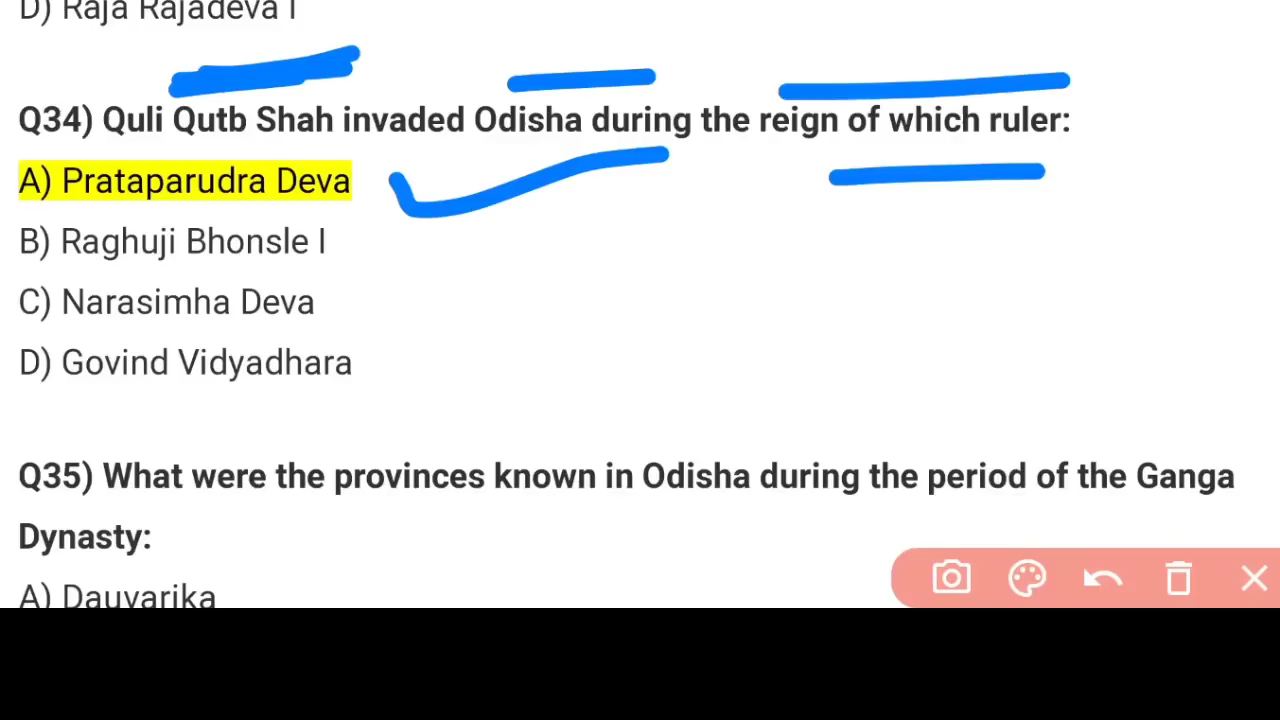 D) Raja Rajadeva I
Q34) Quli Qutb Shah invaded Odisha during the reign of which ruler:
A) Prataparudra Deva
B) Raghuji Bhonsle I
C) Narasimha Deva
D) Govind Vidyadhara
Q35) What were the provinces known in Odisha during the period of the Ganga
Dynasty:
A) Dauvarika